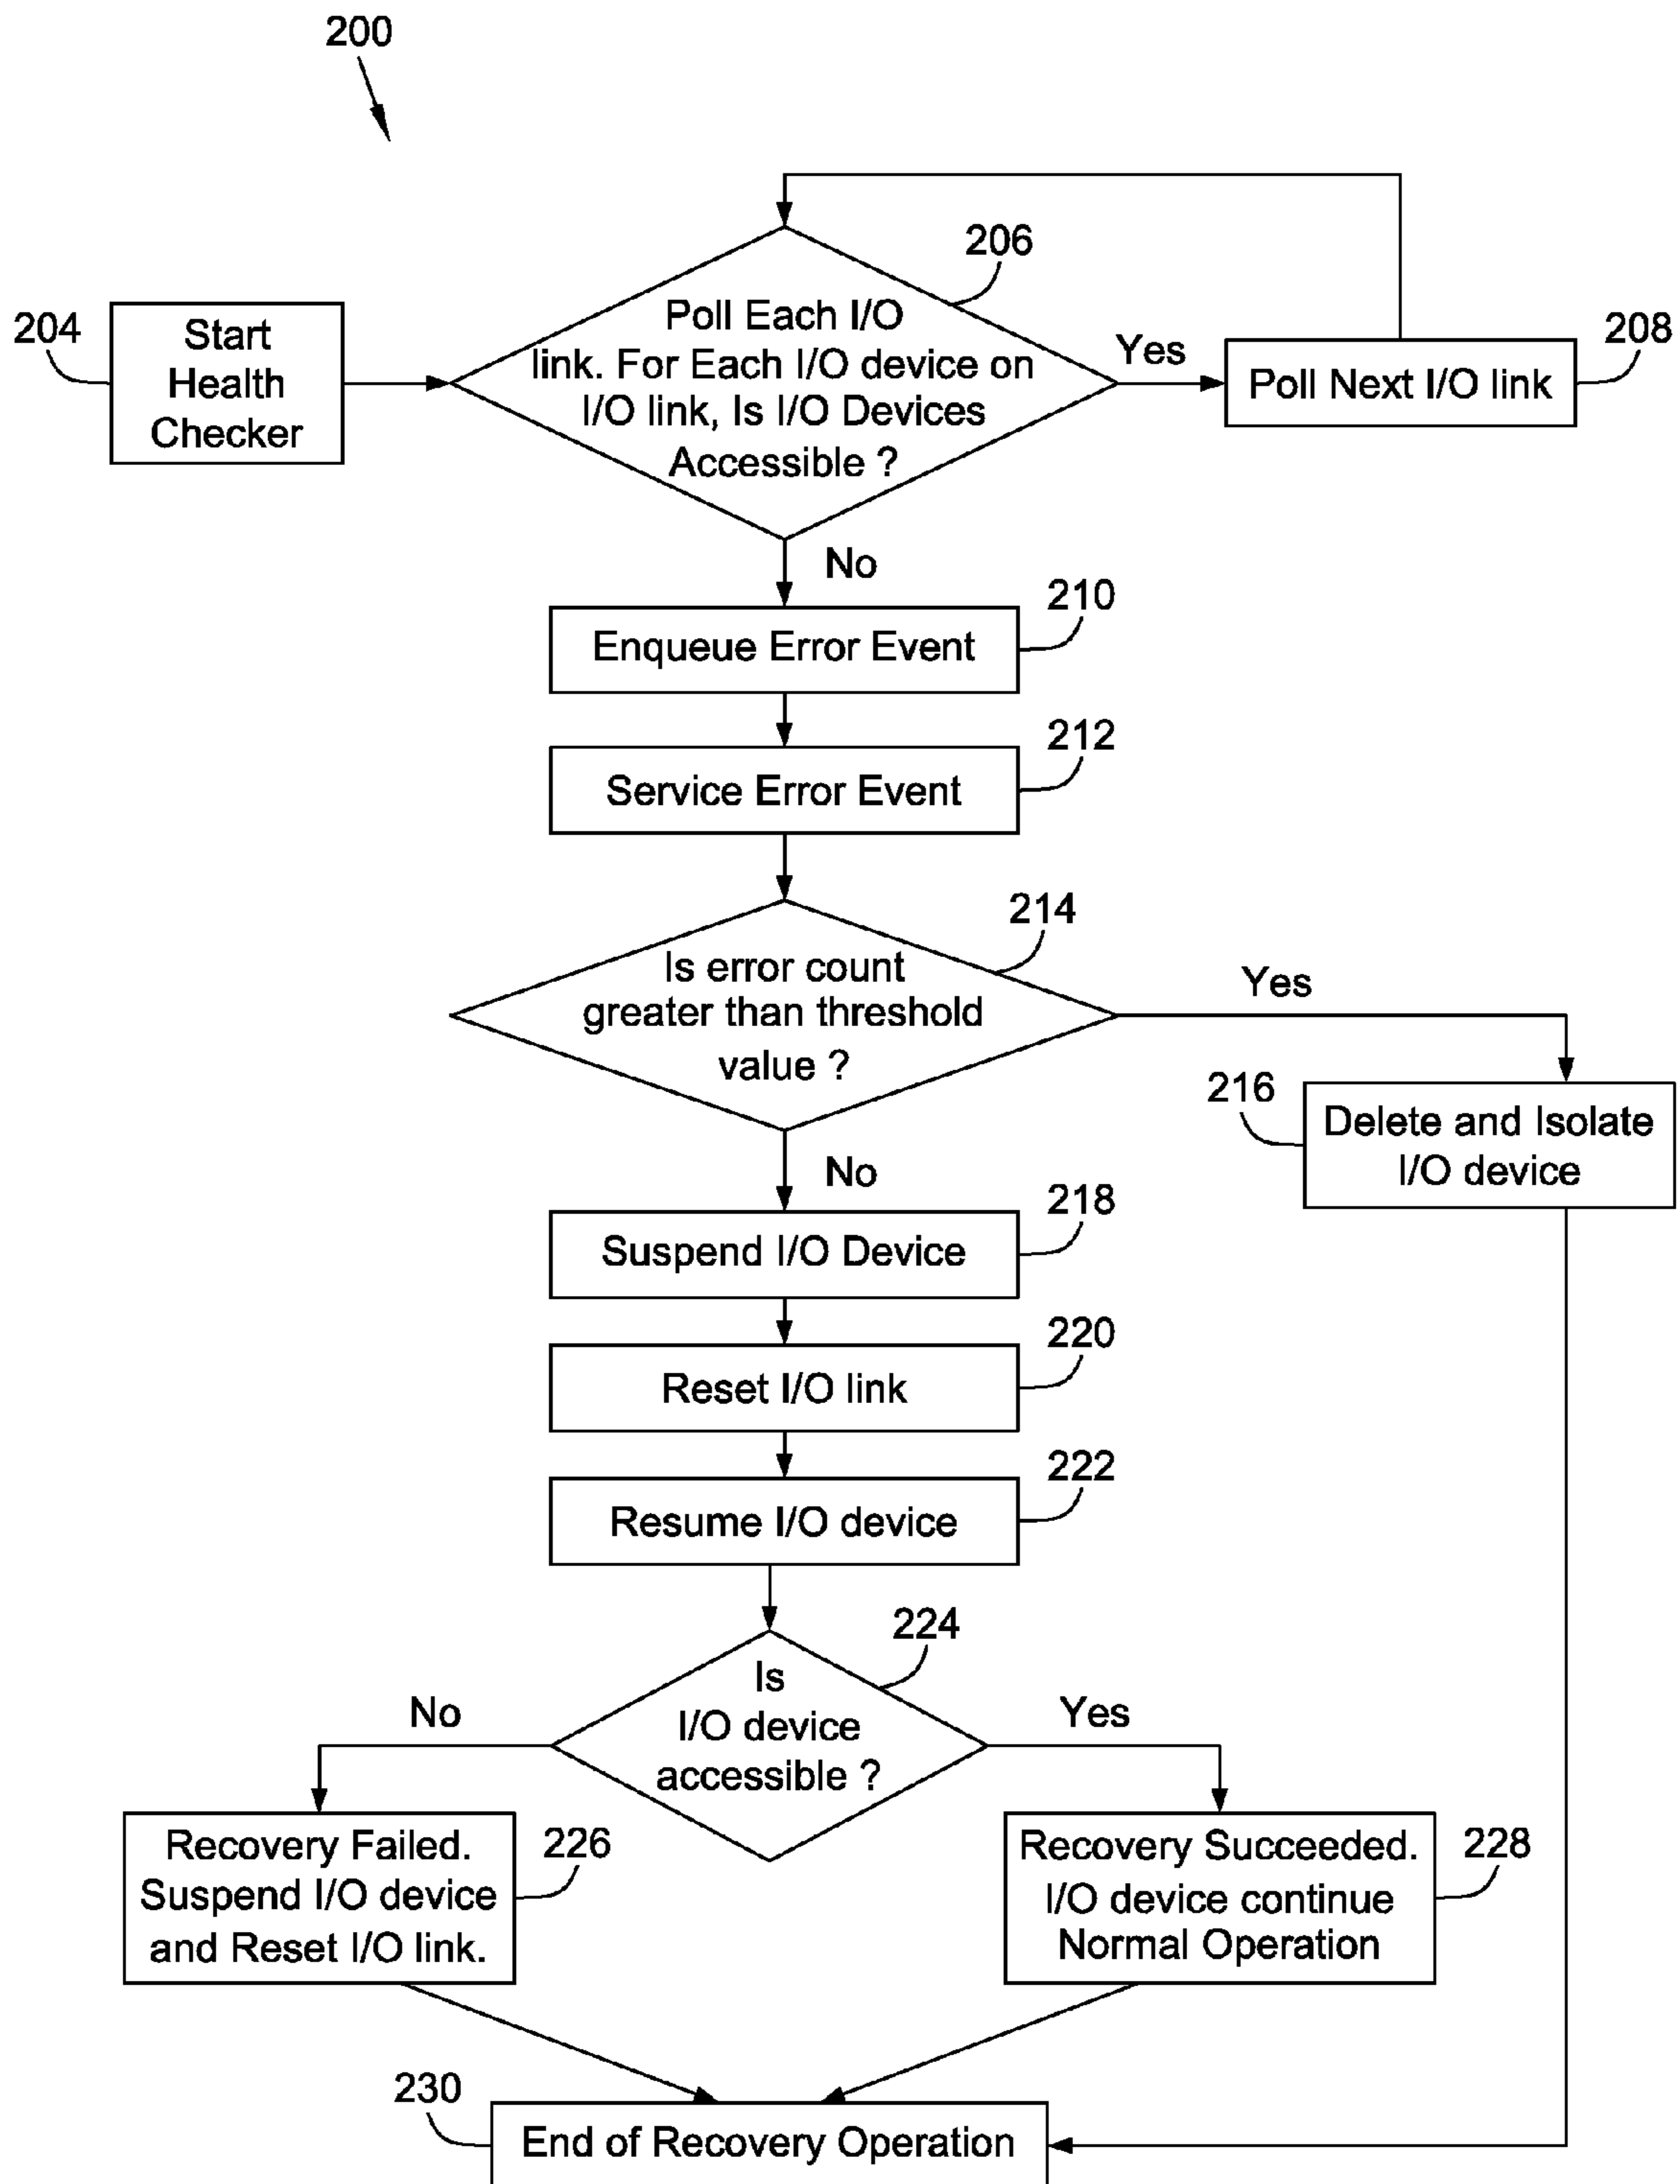 200
206
204
Start
Health
Checker
Poll Each I/O
link. For Each I/O device on
I/O link, Is I/O Devices
Accessible ?
Yes
208
Poll Next I/O link
No
210
Enqueue Error Event
212
Service Error Event
214
Is error count
greater than threshold
value ?
Yes
216
Delete and Isolate
I/O device
No
218
Suspend I/O Device
220
Reset I/O link
222
Resume I/O device
224
Is
I/O device
accessible ?
No
Yes
Recovery Failed.
Suspend I/O device
and Reset I/O link.
226
Recovery Succeeded.
I/O device continue
Normal Operation
228
230
End of Recovery Operation